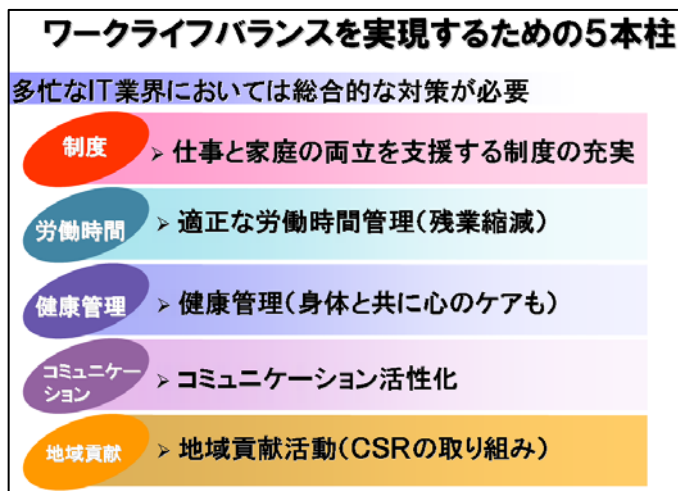 ワークライフバランスを実現するための5本柱
多忙なIT業界においては総合的な対策が必要
制度
➢ 仕事と家庭の両立を支援する制度の充実
労働時間
➢ 適正な労働時間管理(残業縮減)
健康管理
➢ 健康管理(身体と共に心のケアも)
コミュニケー
ション
➢ コミュニケーション活性化
地域貢献
➢ 地域貢献活動(CSRの取り組み)